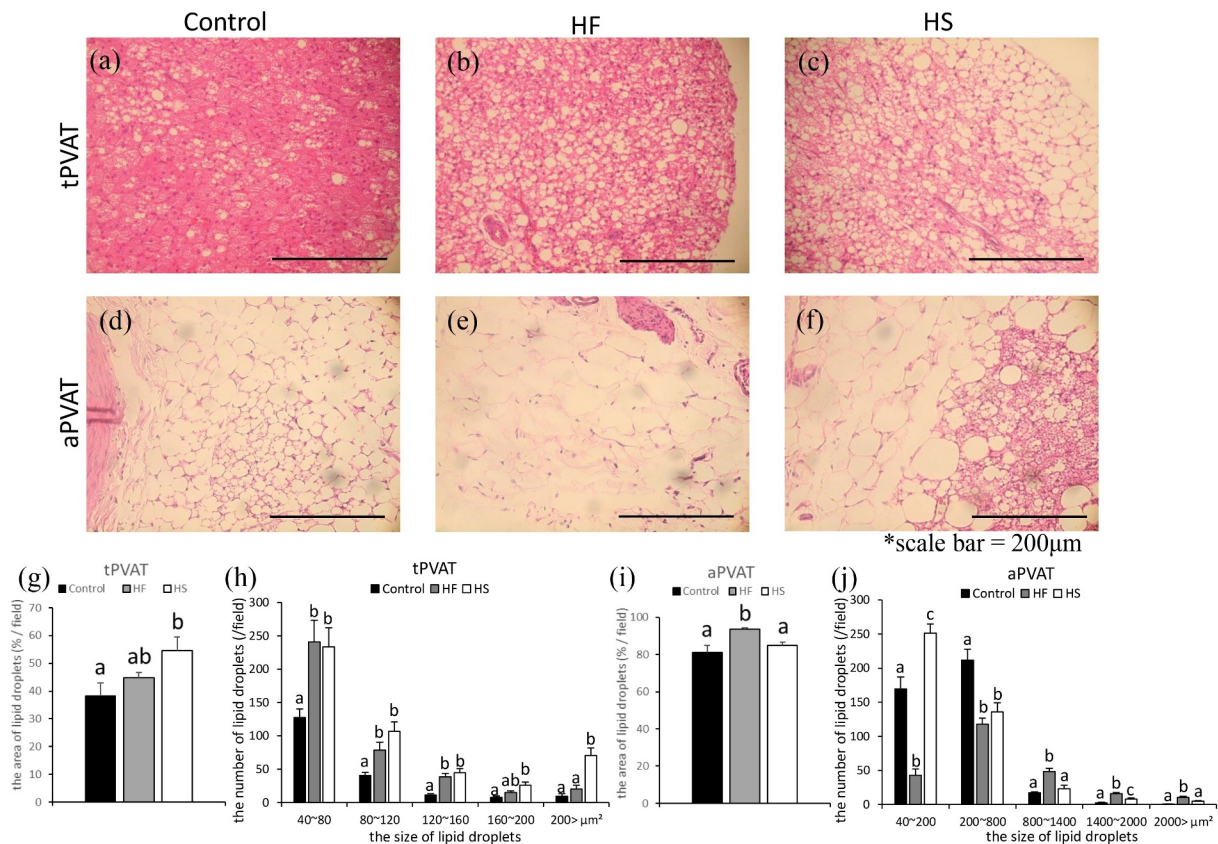 Control
HF
HS
tPVAT
(a)
(b)
(c)
aPVAT
(d)
(e)
(f)
*scale bar = 200μm
(g)
tPVAT
Control HF HS
the area of lipid droplets (% / field)
70
60
50
40
30
20
10
0
a
ab
b
(h)
tPVAT
Control HF HS
the number of lipid droplets (/field)
300
250
200
150
100
50
0
a b b
a b b
a b b
a ab b
a a b
40~80 80~120 120~160 160~200 200> μm²
the size of lipid droplets
(i)
aPVAT
Control HF HS
the area of lipid droplets (% / field)
100
80
60
40
20
0
a
b
a
(j)
aPVAT
Control HF HS
the number of lipid droplets (/field)
300
250
200
150
100
50
0
a b c
a b b
a b a
a b c
a b a
40~200 200~800 800~1400 1400~2000 2000> μm²
the size of lipid droplets